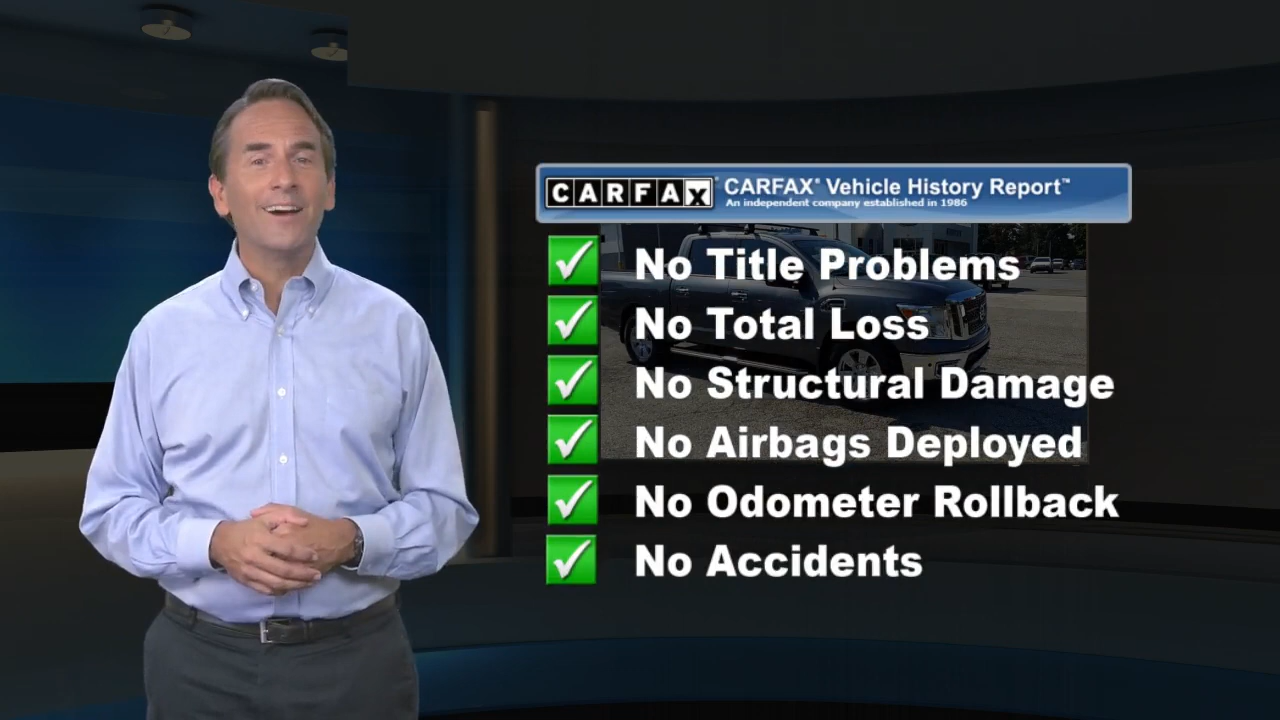 CARFAX
CARFAX® Vehicle History Report™
An independent company established in 1986
No Title Problems
No Total Loss
No Structural Damage
No Airbags Deployed
No Odometer Rollback
No Accidents